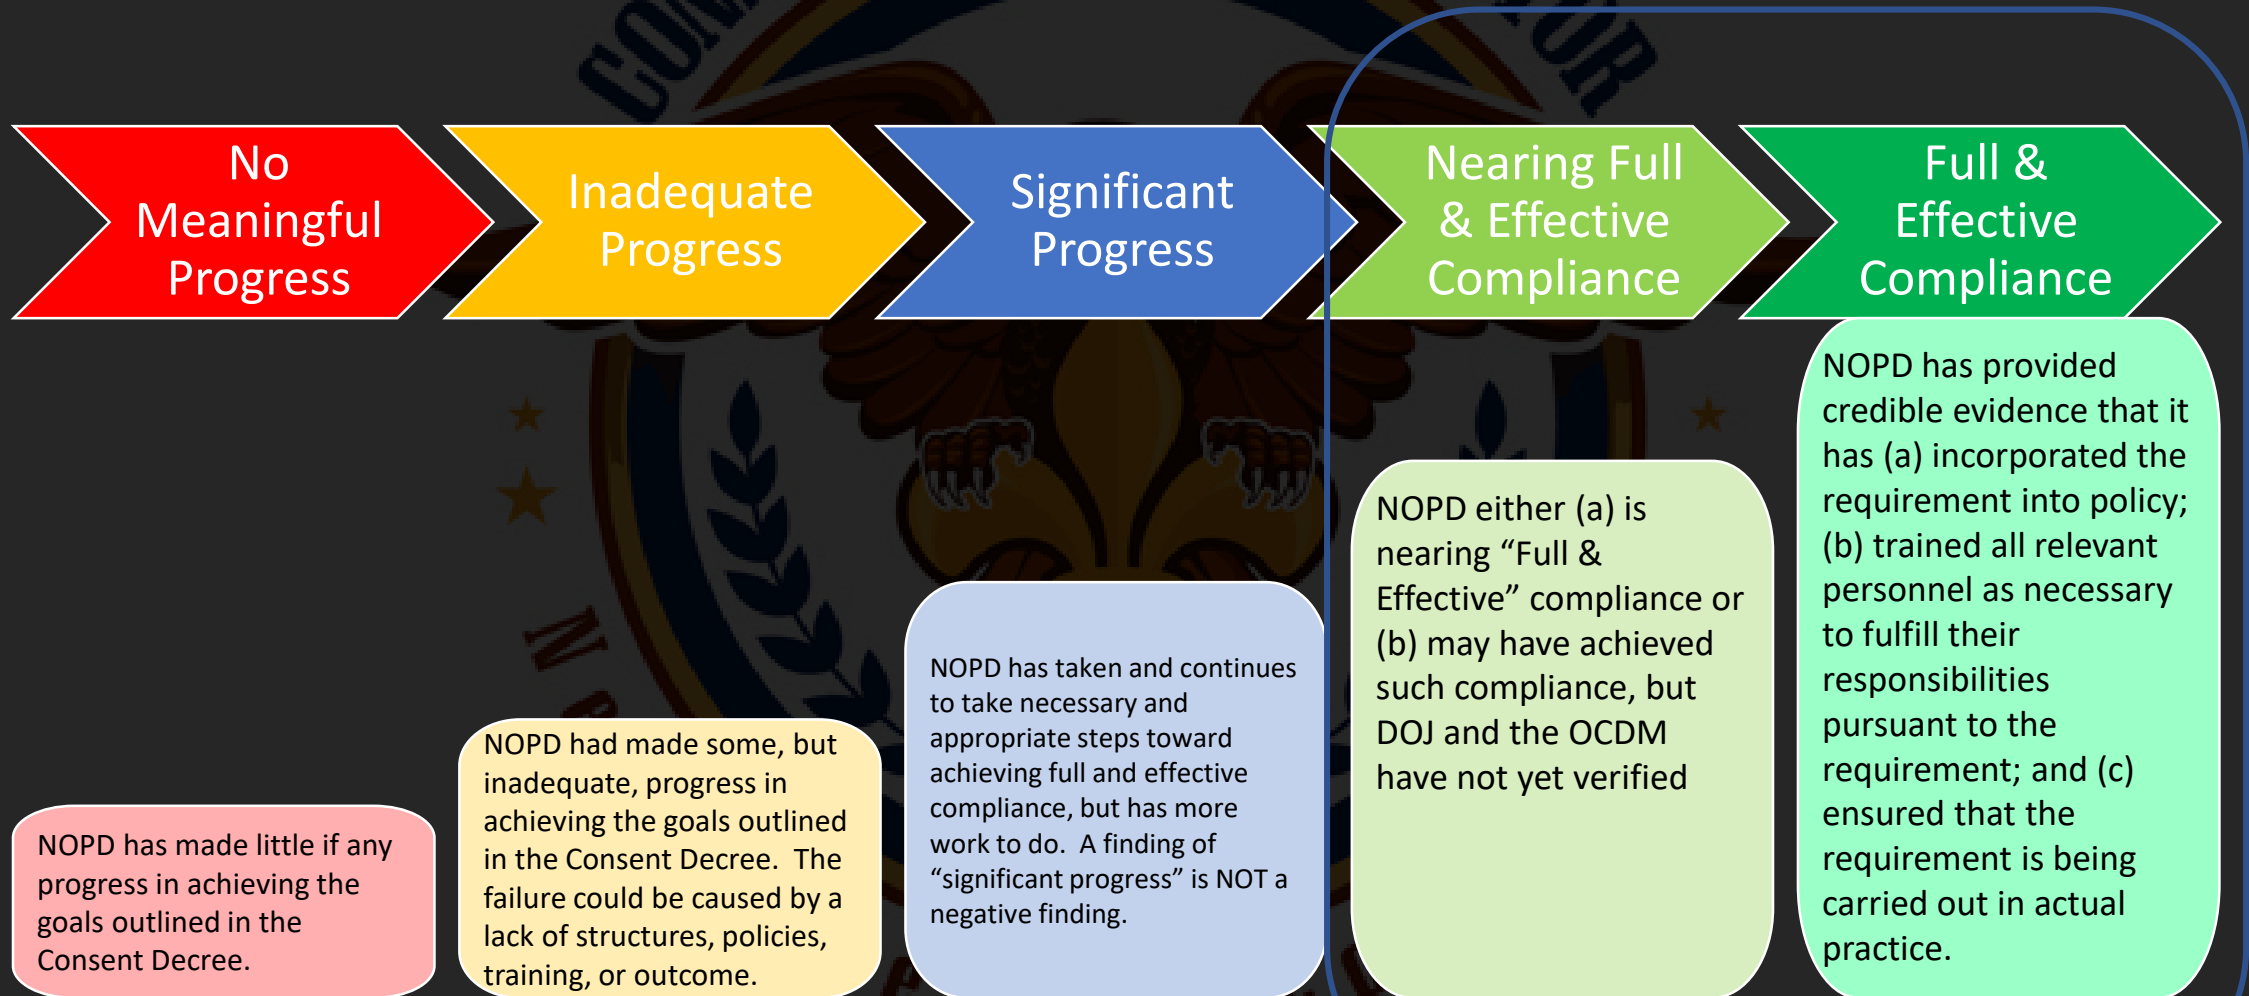 No
Meaningful
Progress
Inadequate
Progress
Significant
Progress
Nearing Full
& Effective
Compliance
Full &
Effective
Compliance
NOPD has made little if any
progress in achieving the
goals outlined in the
Consent Decree.
NOPD had made some, but
inadequate, progress in
achieving the goals outlined
in the Consent Decree.  The
failure could be caused by a
lack of structures, policies,
training, or outcome.
NOPD has taken and continues
to take necessary and
appropriate steps toward
achieving full and effective
compliance, but has more
work to do.  A finding of
“significant progress” is NOT a
negative finding.
NOPD either (a) is
nearing “Full &
Effective” compliance or
(b) may have achieved
such compliance, but
DOJ and the OCDM
have not yet verified
NOPD has provided
credible evidence that it
has (a) incorporated the
requirement into policy;
(b) trained all relevant
personnel as necessary
to fulfill their
responsibilities
pursuant to the
requirement; and (c)
ensured that the
requirement is being
carried out in actual
practice.